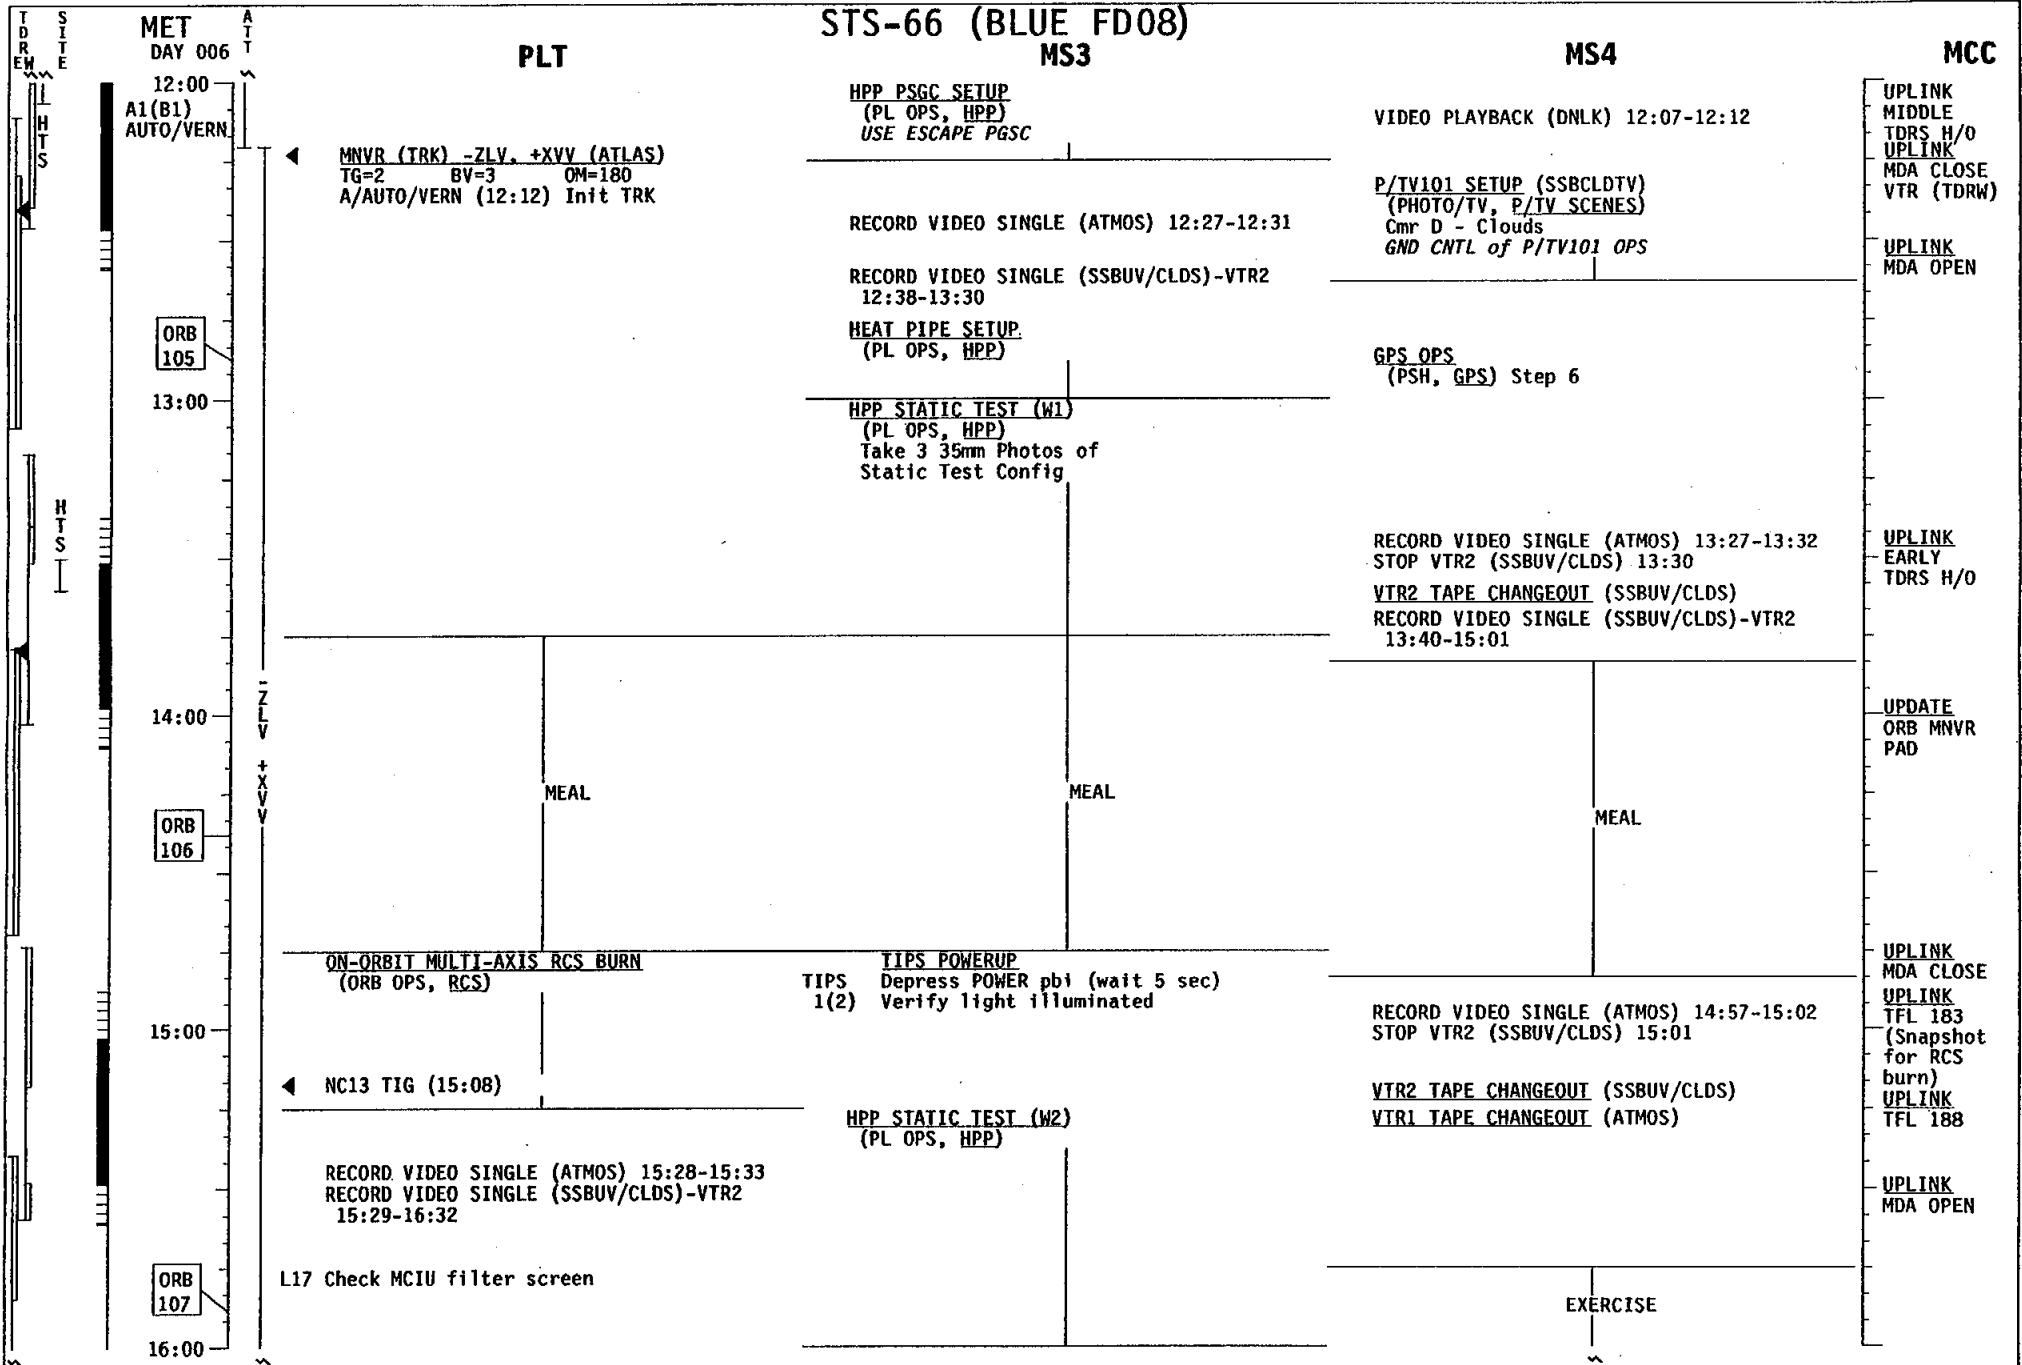 STS-66 (BLUE FD08)
TDRE W
SITE
MET
DAY 006
ATT
PLT
MS3
MS4
MCC
12:00
A1(B1)
AUTO/VERN
HTS
ORB
105
13:00
HTS
14:00
ORB
106
15:00
ORB
107
16:00
-ZLV +XVV
MNVR (TRK) -ZLV, +XVV (ATLAS)
TG=2 BV=3 OM=180
A/AUTO/VERN (12:12) Init TRK
MEAL
ON-ORBIT MULTI-AXIS RCS BURN
(ORB OPS, RCS)
NC13 TIG (15:08)
RECORD VIDEO SINGLE (ATMOS) 15:28-15:33
RECORD VIDEO SINGLE (SSBUV/CLDS)-VTR2
15:29-16:32
L17 Check MCIU filter screen
HPP PSGC SETUP
(PL OPS, HPP)
USE ESCAPE PGSC
RECORD VIDEO SINGLE (ATMOS) 12:27-12:31
RECORD VIDEO SINGLE (SSBUV/CLDS)-VTR2
12:38-13:30
HEAT PIPE SETUP
(PL OPS, HPP)
HPP STATIC TEST (W1)
(PL OPS, HPP)
Take 3 35mm Photos of
Static Test Config
MEAL
TIPS POWERUP
TIPS Depress POWER pbi (wait 5 sec)
1(2) Verify light illuminated
HPP STATIC TEST (W2)
(PL OPS, HPP)
VIDEO PLAYBACK (DNLK) 12:07-12:12
P/TV101 SETUP (SSBCLDTV)
(PHOTO/TV, P/TV SCENES)
Cmr D - Clouds
GND CNTL of P/TV101 OPS
GPS OPS
(PSH, GPS) Step 6
RECORD VIDEO SINGLE (ATMOS) 13:27-13:32
STOP VTR2 (SSBUV/CLDS) 13:30
VTR2 TAPE CHANGEOUT (SSBUV/CLDS)
RECORD VIDEO SINGLE (SSBUV/CLDS)-VTR2
13:40-15:01
MEAL
RECORD VIDEO SINGLE (ATMOS) 14:57-15:02
STOP VTR2 (SSBUV/CLDS) 15:01
VTR2 TAPE CHANGEOUT (SSBUV/CLDS)
VTR1 TAPE CHANGEOUT (ATMOS)
EXERCISE
UPLINK
MIDDLE
TDRS H/O
UPLINK
MDA CLOSE
VTR (TDRW)
UPLINK
MDA OPEN
UPLINK
EARLY
TDRS H/O
UPDATE
ORB MNVR
PAD
UPLINK
MDA CLOSE
UPLINK
TFL 183
(Snapshot
for RCS
burn)
UPLINK
TFL 188
UPLINK
MDA OPEN